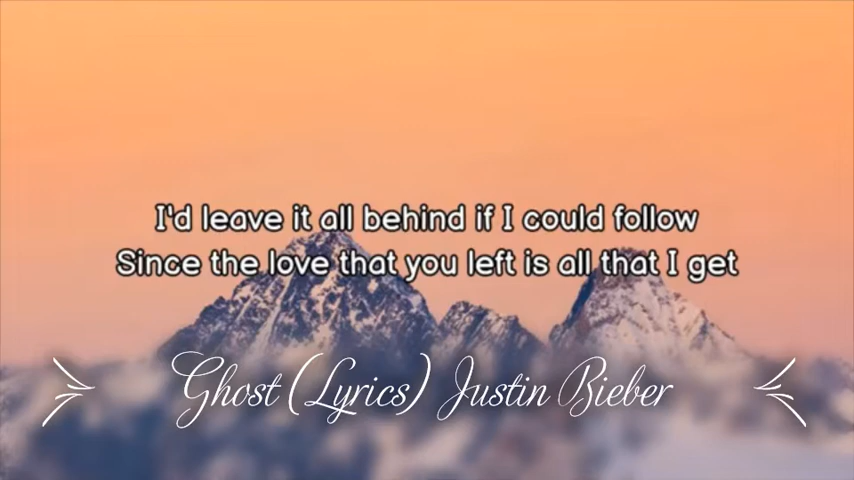 I'd leave it all behind if I could follow
Since the love that you left is all that I get
Ghost (Lyrics) Justin Bieber